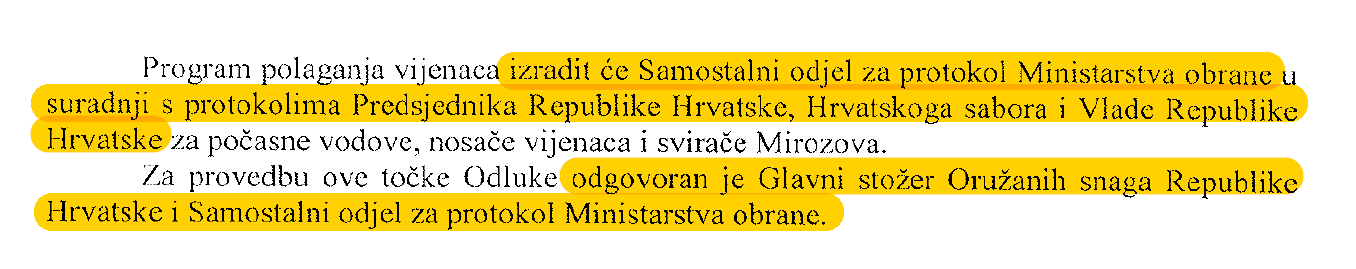 Program polaganja vijenaca izradit će Samostalni odjel za protokol Ministarstva obrane u
suradnji s protokolima Predsjednika Republike Hrvatske, Hrvatskoga sabora i Vlade Republike
Hrvatske za počasne vodove, nosače vijenaca i svirače Mirozova.
Za provedbu ove točke Odluke odgovoran je Glavni stožer Oružanih snaga Republike
Hrvatske i Samostalni odjel za protokol Ministarstva obrane.